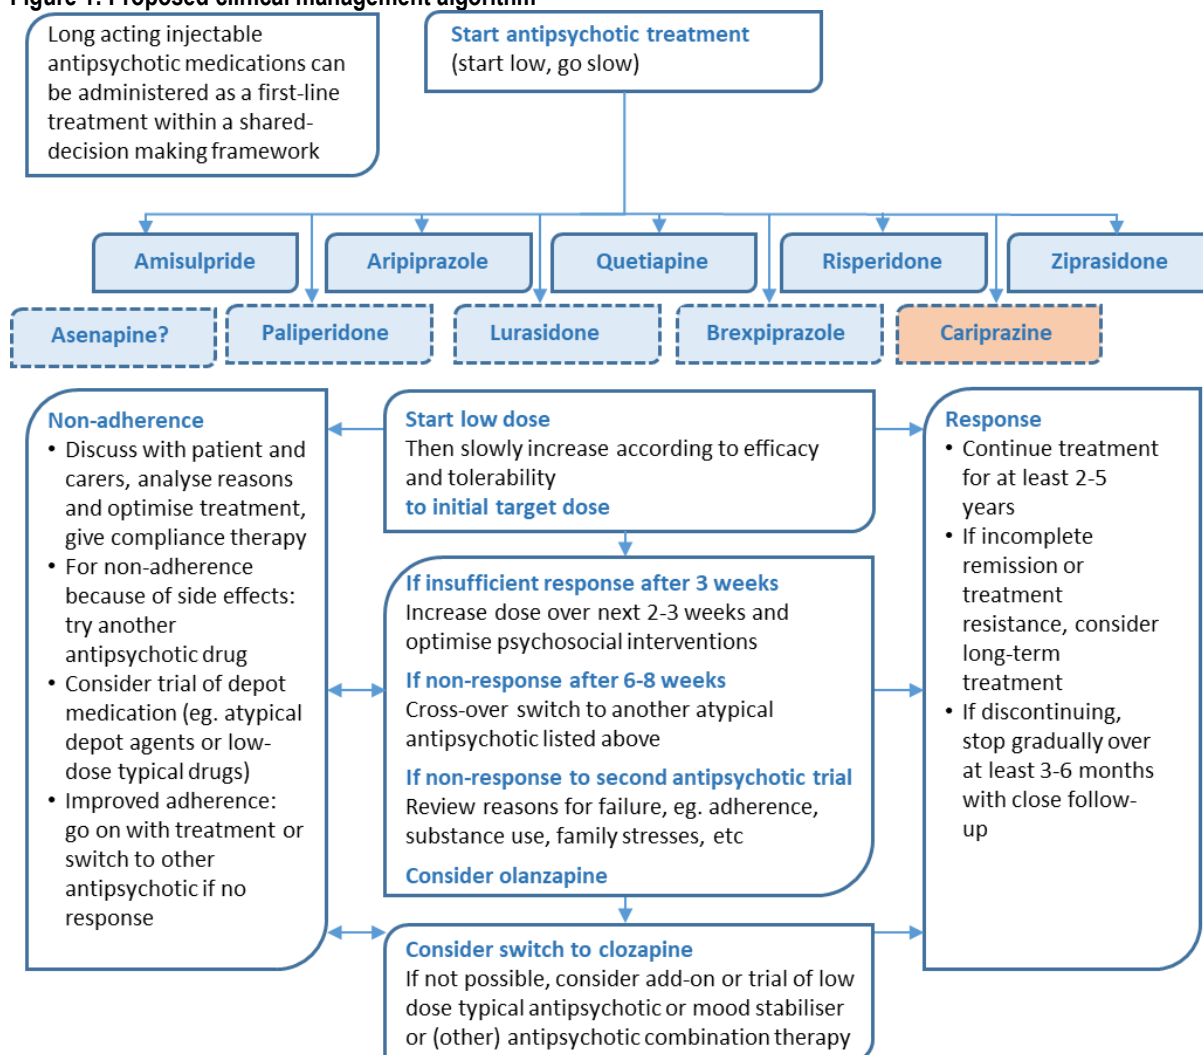 Figure 1: Proposed clinical management algorithm
Long acting injectable
antipsychotic medications can
be administered as a first-line
treatment within a shared-
decision making framework
Start antipsychotic treatment
(start low, go slow)
Amisulpride
Aripiprazole
Quetiapine
Risperidone
Ziprasidone
Asenapine?
Paliperidone
Lurasidone
Brexpiprazole
Cariprazine
Non-adherence
• Discuss with patient and
carers, analyse reasons
and optimise treatment,
give compliance therapy
• For non-adherence
because of side effects:
try another
antipsychotic drug
• Consider trial of depot
medication (eg. atypical
depot agents or low-
dose typical drugs)
• Improved adherence:
go on with treatment or
switch to other
antipsychotic if no
response
Start low dose
Then slowly increase according to efficacy
and tolerability
to initial target dose
If insufficient response after 3 weeks
Increase dose over next 2-3 weeks and
optimise psychosocial interventions
If non-response after 6-8 weeks
Cross-over switch to another atypical
antipsychotic listed above
If non-response to second antipsychotic trial
Review reasons for failure, eg. adherence,
substance use, family stresses, etc
Consider olanzapine
Consider switch to clozapine
If not possible, consider add-on or trial of low
dose typical antipsychotic or mood stabiliser
or (other) antipsychotic combination therapy
Response
• Continue treatment
for at least 2-5
years
• If incomplete
remission or
treatment
resistance, consider
long-term
treatment
• If discontinuing,
stop gradually over
at least 3-6 months
with close follow-
up